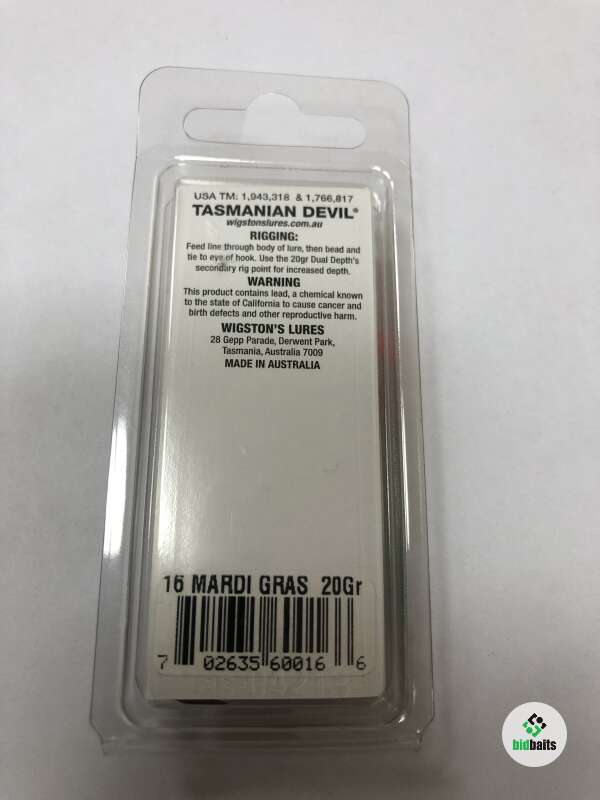 USA TM: 1,943,318 & 1,766,817
TASMANIAN DEVIL®
wigstonslures.com.au
RIGGING:
Feed line through body of lure, then bead and
tie to eye of hook. Use the 20gr Dual Depth's
secondary rig point for increased depth.
WARNING
This product contains lead, a chemical known
to the state of California to cause cancer and
birth defects and other reproductive harm.
WIGSTON'S LURES
28 Gepp Parade, Derwent Park,
Tasmania, Australia 7009
MADE IN AUSTRALIA
16 MARDI GRAS 20Gr
7 02635 60016 6
bidbaits